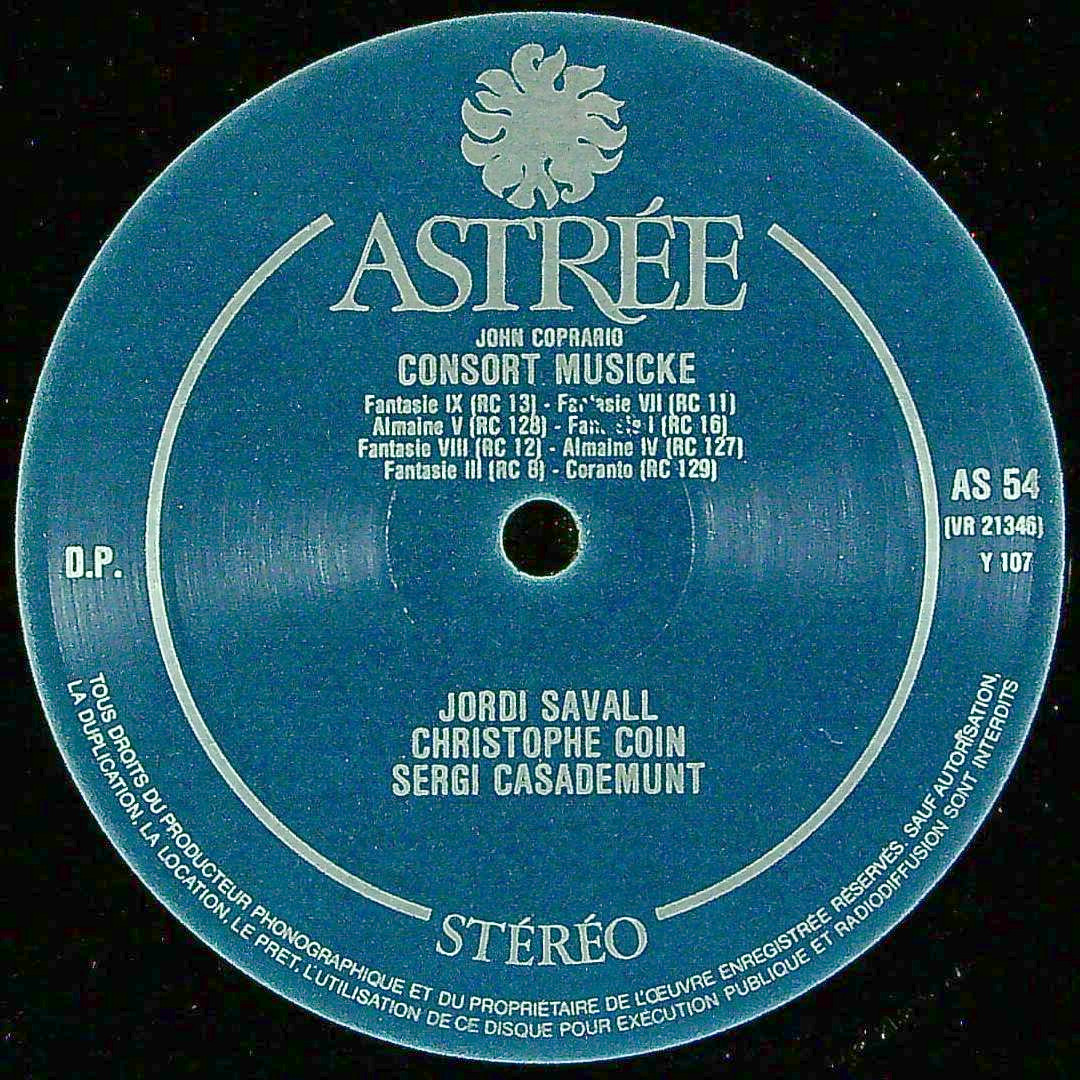 ASTRÉE
JOHN COPRARIO
CONSORT MUSICKE
Fantasie IX (RC 13) - Fantasie VII (RC 11)
Almaine V (RC 128) - Fantasie I (RC 16)
Fantasie VIII (RC 12) - Almaine IV (RC 127)
Fantasie III (RC 8) - Coranto (RC 129)
AS 54
(VR 21346)
Y 107
D.P.
JORDI SAVALL
CHRISTOPHE COIN
SERGI CASADEMUNT
STÉRÉO
TOUS DROITS DU PRODUCTEUR PHONOGRAPHIQUE ET DU PROPRIÉTAIRE DE L'ŒUVRE ENREGISTRÉE RÉSERVÉS. SAUF AUTORISATION,
LA DUPLICATION, LA LOCATION, LE PRET, L'UTILISATION DE CE DISQUE POUR EXÉCUTION PUBLIQUE ET RADIODIFFUSION SONT INTERDITS